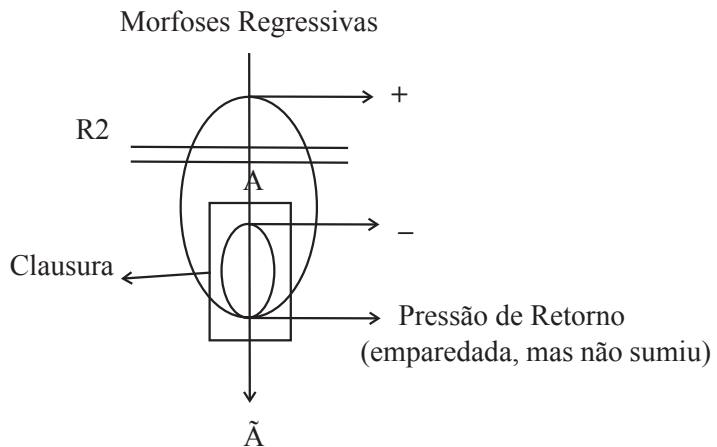 Morfoses Regressivas
+
R2
A
–
Clausura
Pressão de Retorno
(emparedada, mas não sumiu)
Ã